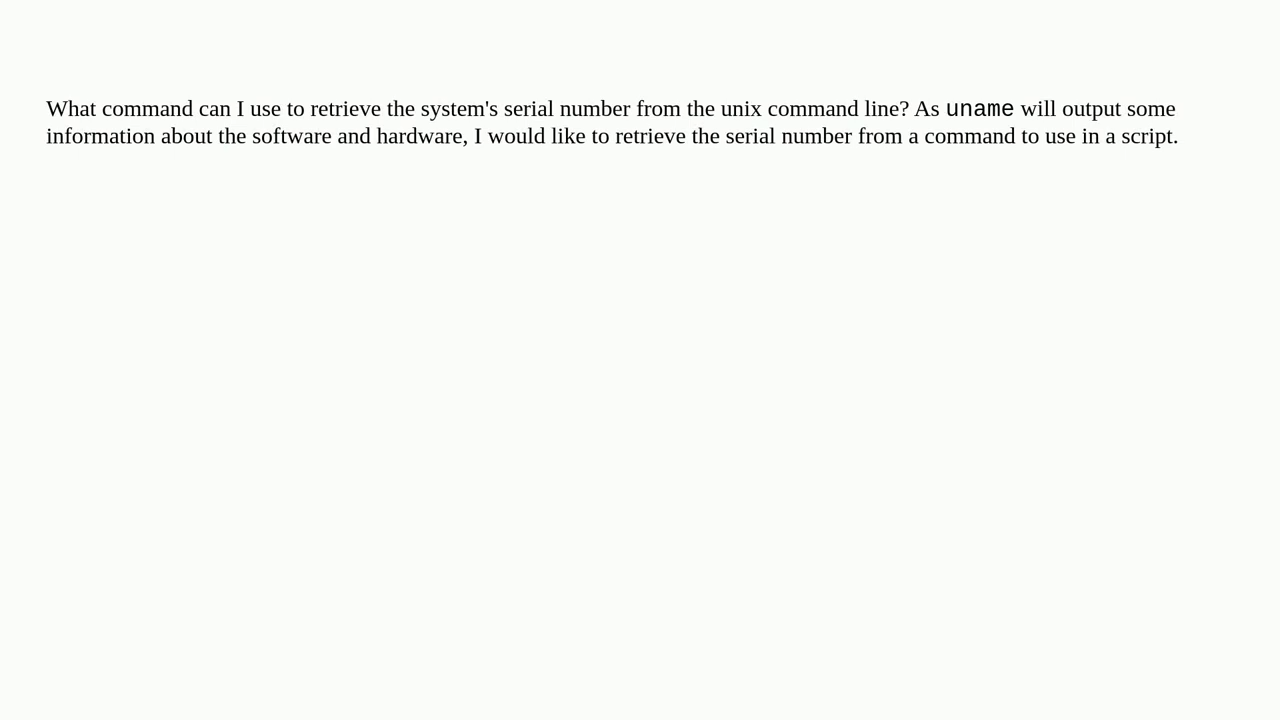 What command can I use to retrieve the system's serial number from the unix command line? As uname will output some
information about the software and hardware, I would like to retrieve the serial number from a command to use in a script.